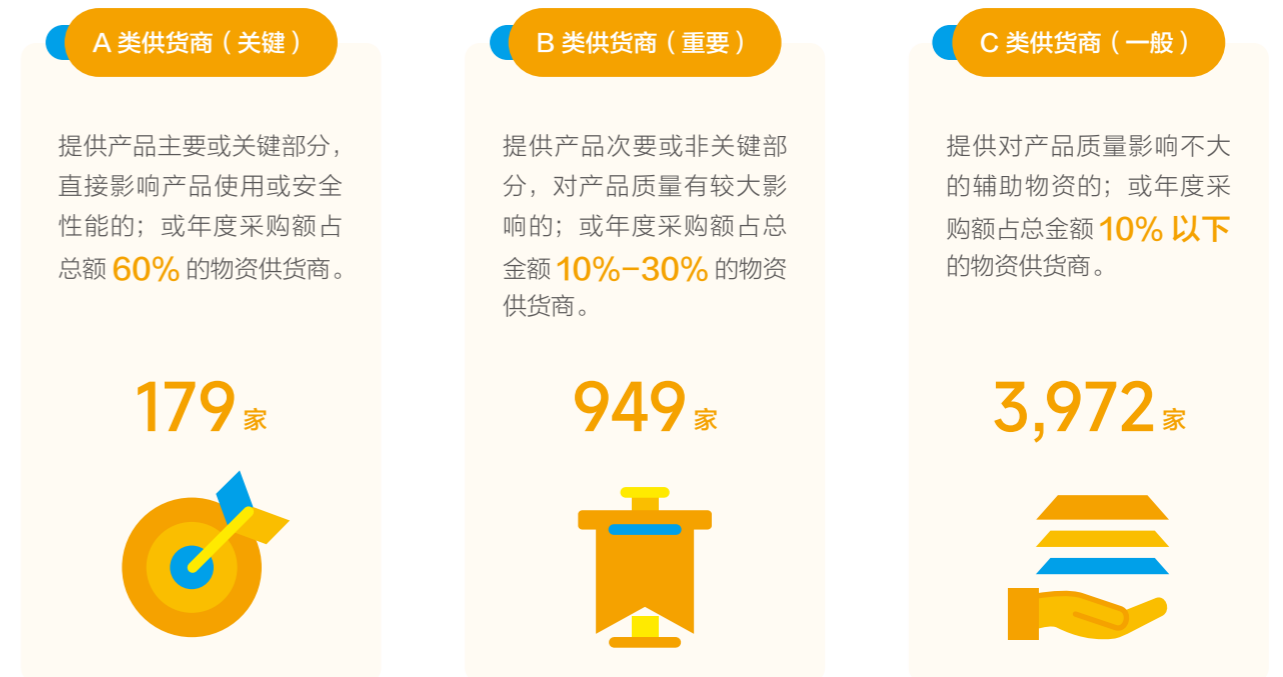 A 类供货商（关键）
提供产品主要或关键部分，
直接影响产品使用或安全
性能的；或年度采购额占
总额 60% 的物资供货商。
179 家
B 类供货商（重要）
提供产品次要或非关键部
分，对产品质量有较大影
响的；或年度采购额占总
金额 10%-30% 的物资
供货商。
949 家
C 类供货商（一般）
提供对产品质量影响不大
的辅助物资的；或年度采
购额占总金额 10% 以下
的物资供货商。
3,972 家